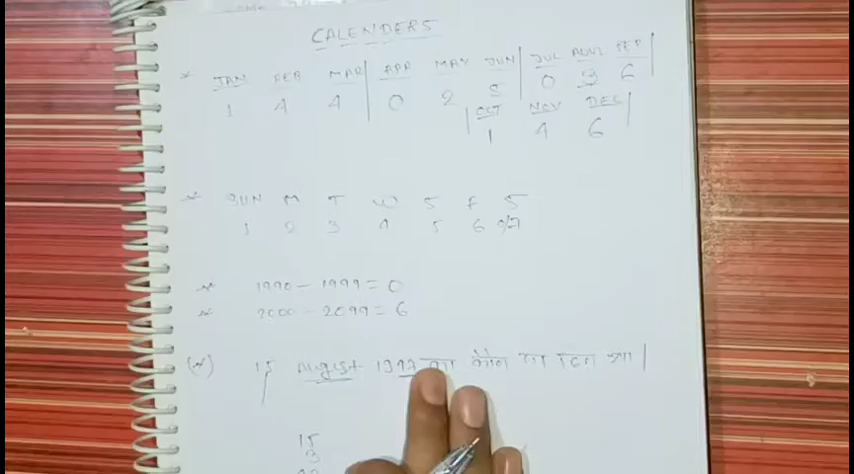 CALENDERS
* JAN FEB MAR | APR MAY JUN | JUL AUG SEP |
1 4 4 | 0 2 5 | 0 3 6
| OCT NOV DEC |
1 4 6
* SUN M T W S F S
1 2 3 4 5 6 0/7
* 1990 - 1999 = 0
* 2000 - 2099 = 6
(*) 15 August का कौन सा दिन था |
15
3